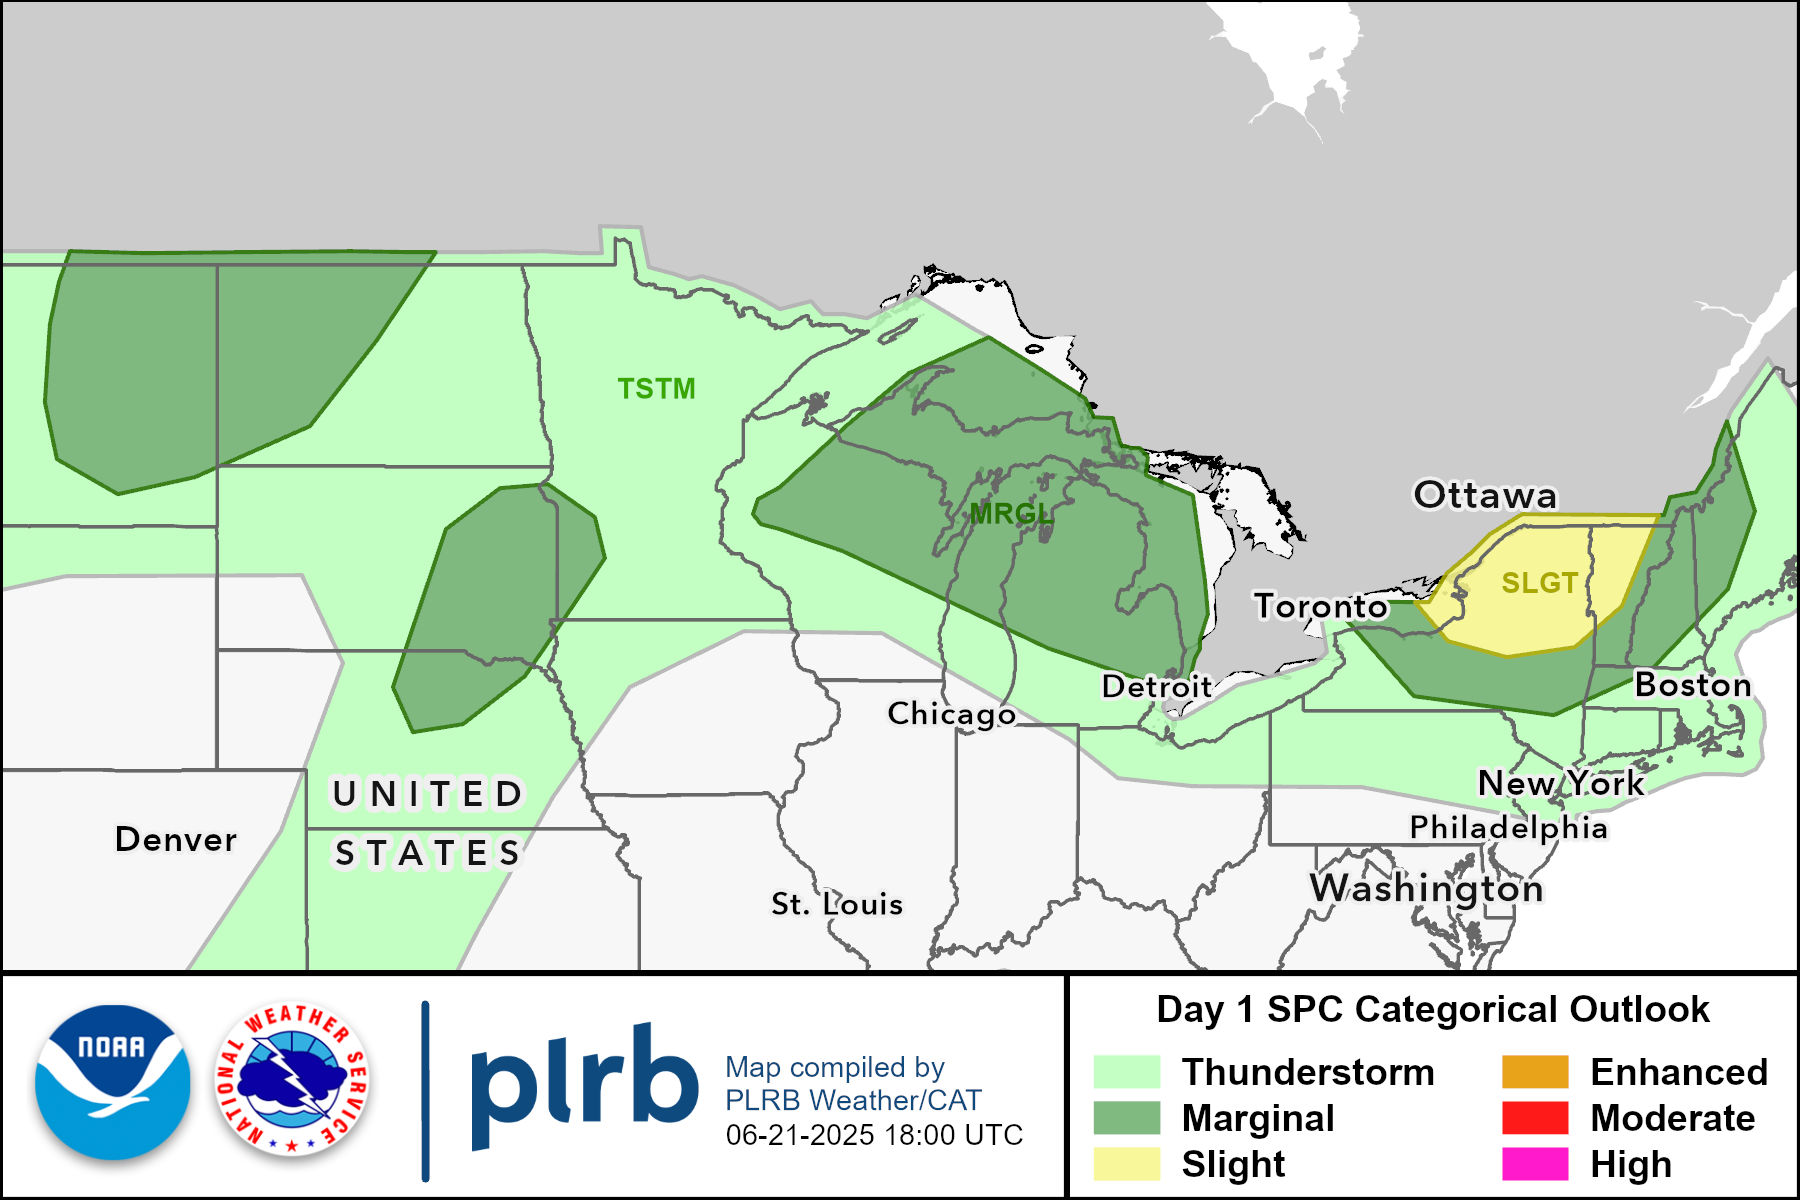 TSTM
MRGL
Ottawa
SLGT
Toronto
Detroit
Boston
Chicago
New York
UNITED
STATES
Denver
Philadelphia
Washington
St. Louis
NOAA
NATIONAL WEATHER SERVICE
plrb
Map compiled by
PLRB Weather/CAT
06-21-2025 18:00 UTC
Day 1 SPC Categorical Outlook
Thunderstorm
Marginal
Slight
Enhanced
Moderate
High